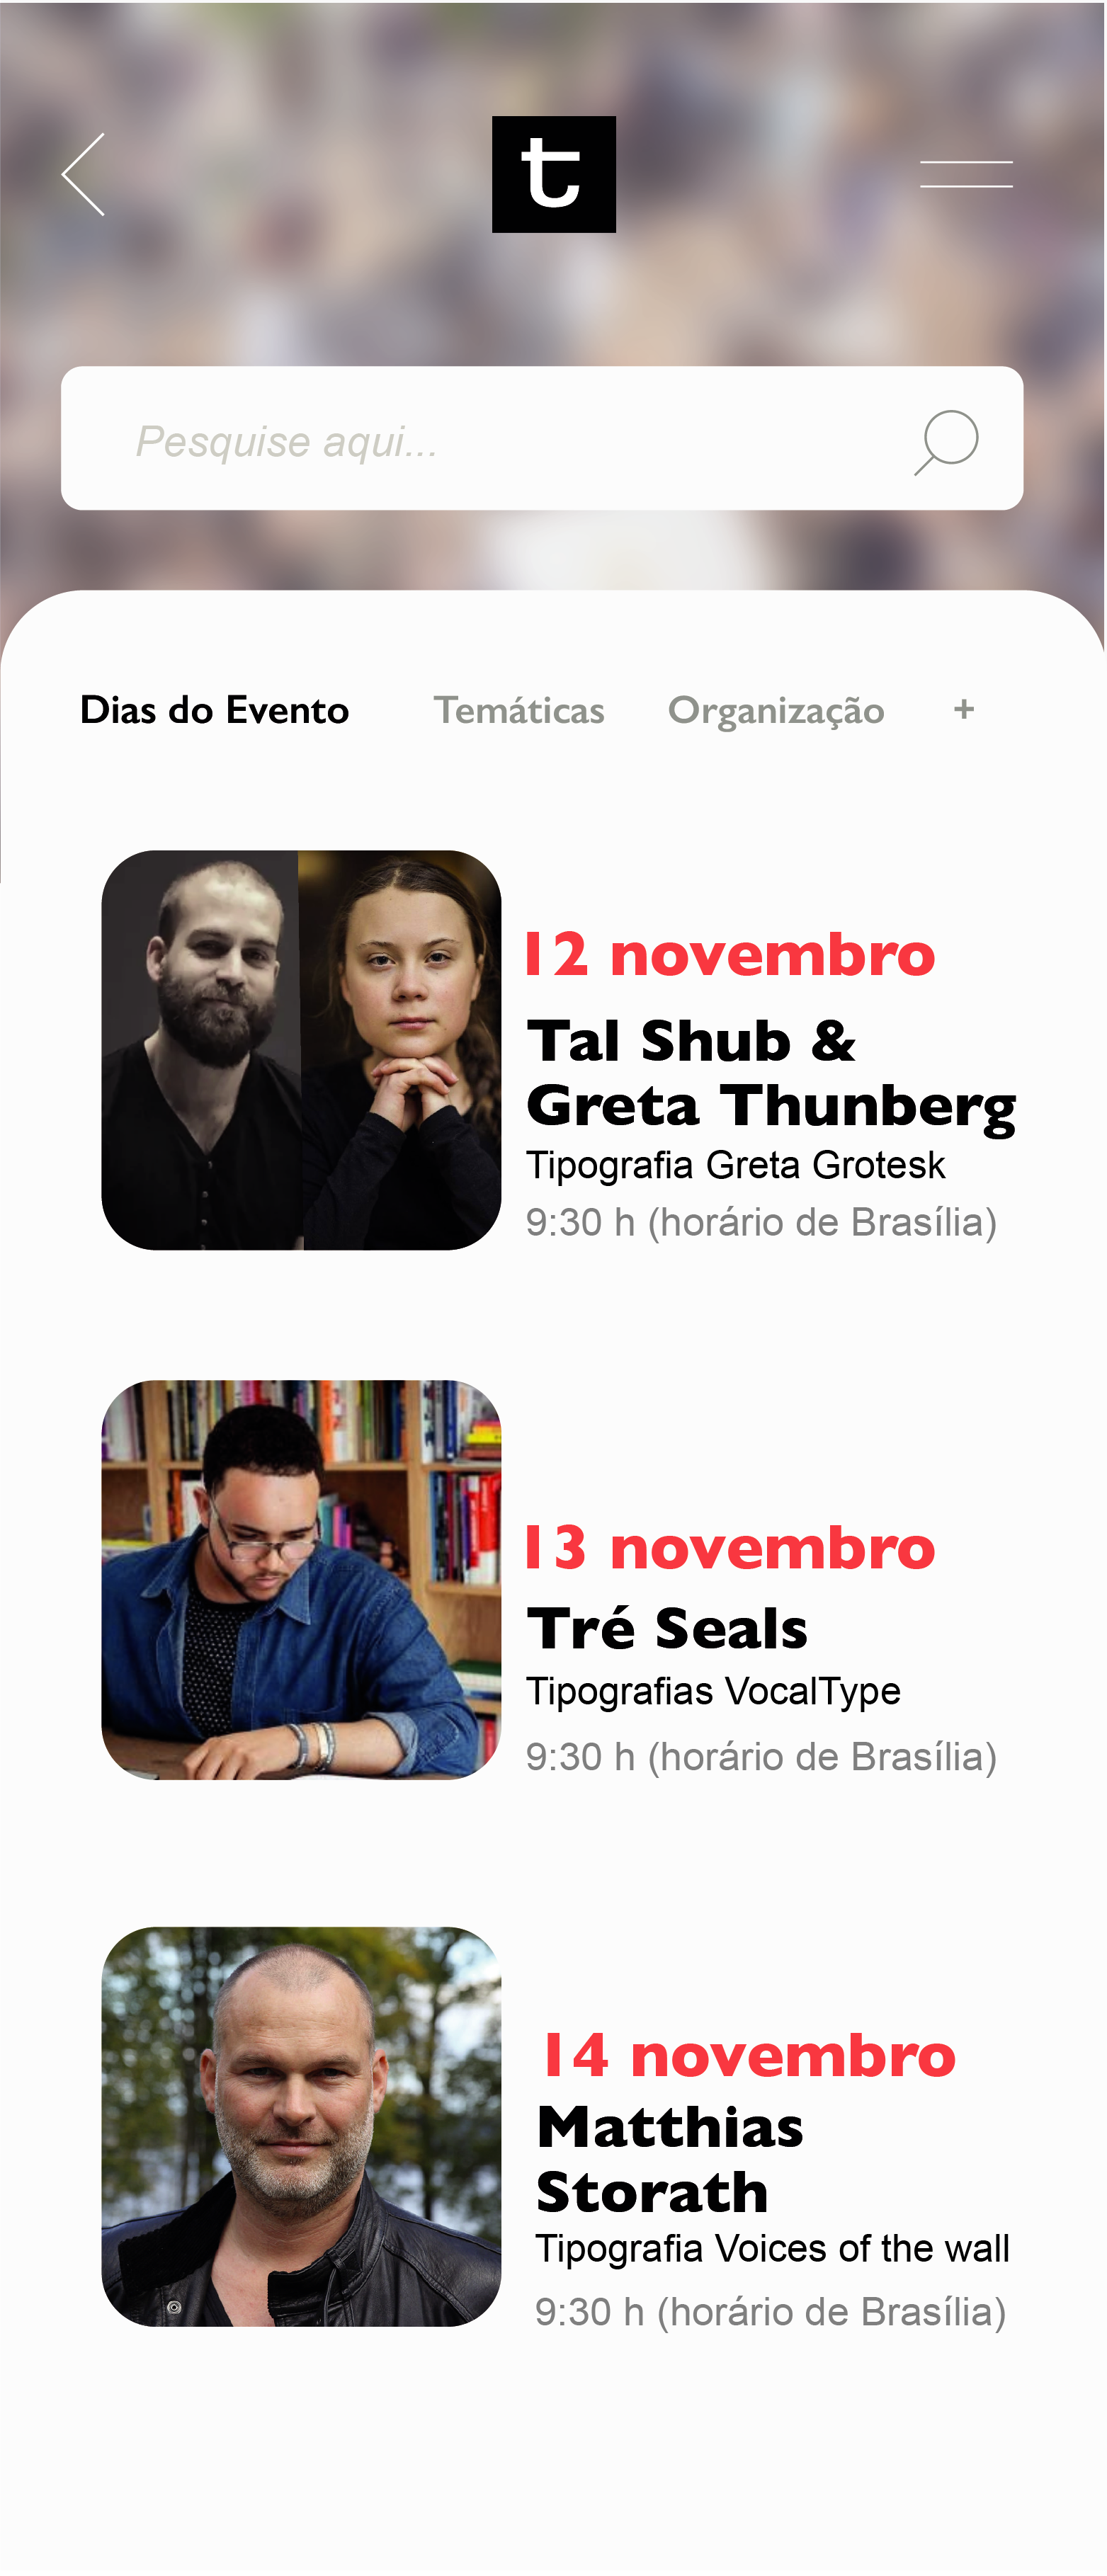 t
Pesquise aqui...
Dias do Evento Temáticas Organização +
12 novembro
Tal Shub &
Greta Thunberg
Tipografia Greta Grotesk
9:30 h (horário de Brasília)
13 novembro
Tré Seals
Tipografias VocalType
9:30 h (horário de Brasília)
14 novembro
Matthias
Storath
Tipografia Voices of the wall
9:30 h (horário de Brasília)